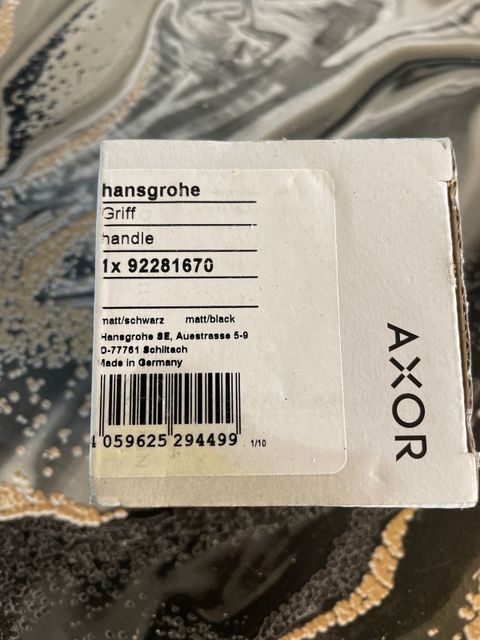 hansgrohe
Griff
handle
1x 92281670
matt/schwarz matt/black
Hansgrohe SE, Auestrasse 5-9
D-77761 Schiltach
Made in Germany
4 059625 294499 1/10
AXOR